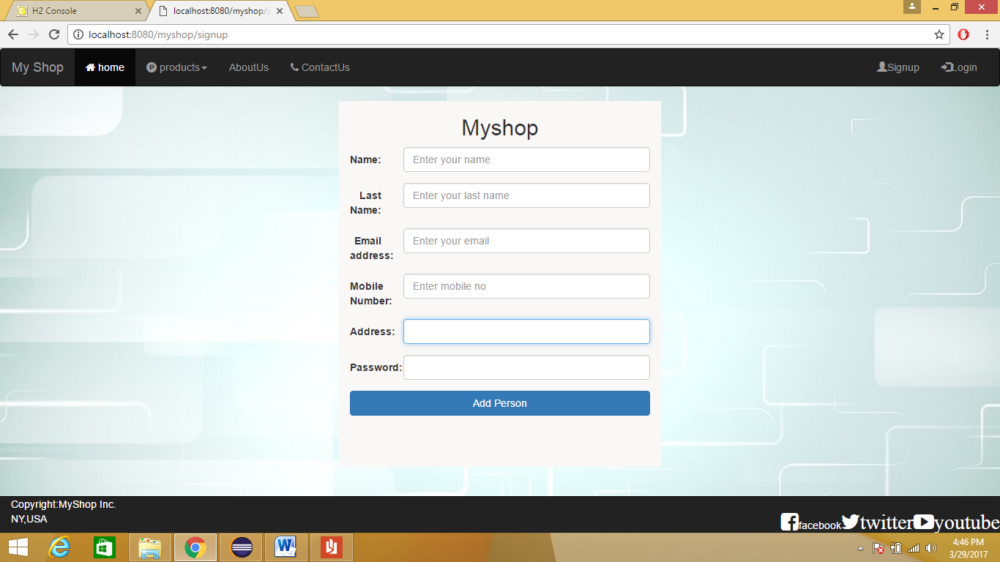 H2 Console
localhost:8080/myshop/s
localhost:8080/myshop/signup
My Shop home products AboutUs ContactUs Signup Login
Myshop
Name: Enter your name
Last Name: Enter your last name
Email address: Enter your email
Mobile Number: Enter mobile no
Address:
Password:
Add Person
Copyright:MyShop Inc.
NY,USA
facebook twitter youtube
4:46 PM
3/29/2017